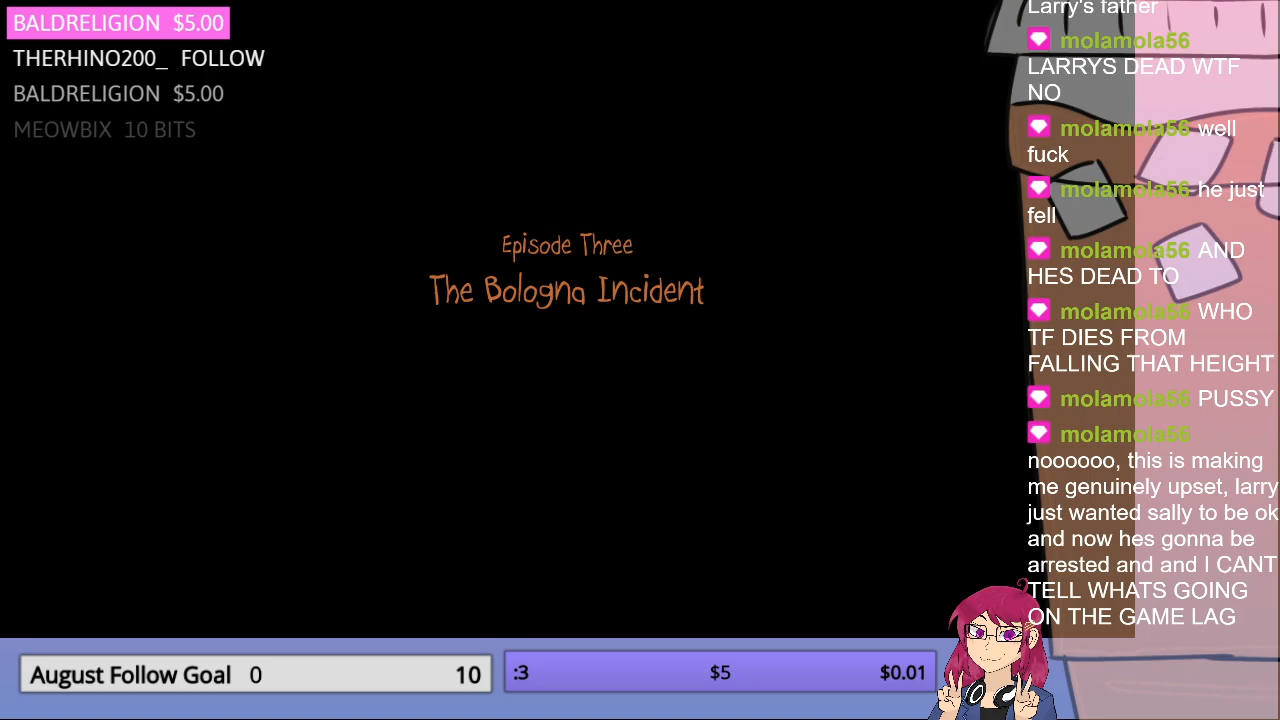 BALDRELIGION $5.00
THERHINO200_ FOLLOW
BALDRELIGION $5.00
MEOWBIX 10 BITS
Episode Three
The Bologna Incident
Larry's father
molamola56
LARRYS DEAD WTF
NO
molamola56 well
fuck
molamola56 he just
fell
molamola56 AND
HES DEAD TO
molamola56 WHO
TF DIES FROM
FALLING THAT HEIGHT
molamola56 PUSSY
molamola56
noooooo, this is making
me genuinely upset, larry
just wanted sally to be ok
and now hes gonna be
arrested and and I CANT
TELL WHATS GOING
ON THE GAME LAG
August Follow Goal 0 10
:3 $5 $0.01